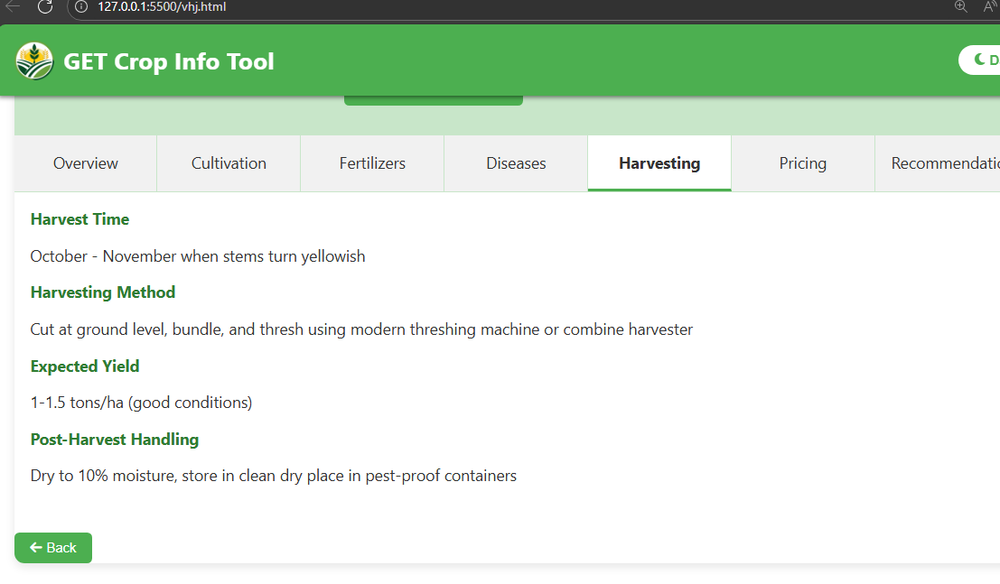 127.0.0.1:5500/vhj.html
GET Crop Info Tool
Overview
Cultivation
Fertilizers
Diseases
Harvesting
Pricing
Harvest Time
October - November when stems turn yellowish
Harvesting Method
Cut at ground level, bundle, and thresh using modern threshing machine or combine harvester
Expected Yield
1-1.5 tons/ha (good conditions)
Post-Harvest Handling
Dry to 10% moisture, store in clean dry place in pest-proof containers
Back